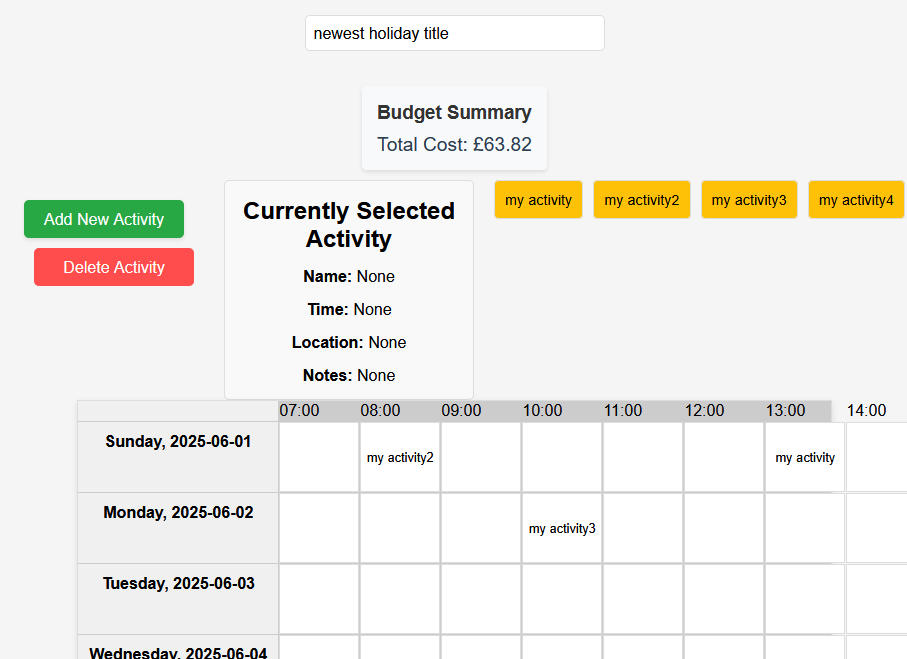 newest holiday title
Budget Summary
Total Cost: £63.82
Add New Activity
Delete Activity
Currently Selected
Activity
Name: None
Time: None
Location: None
Notes: None
my activity my activity2 my activity3 my activity4
07:00 08:00 09:00 10:00 11:00 12:00 13:00 14:00
Sunday, 2025-06-01
my activity2 my activity
Monday, 2025-06-02
my activity3
Tuesday, 2025-06-03
Wednesday, 2025-06-04